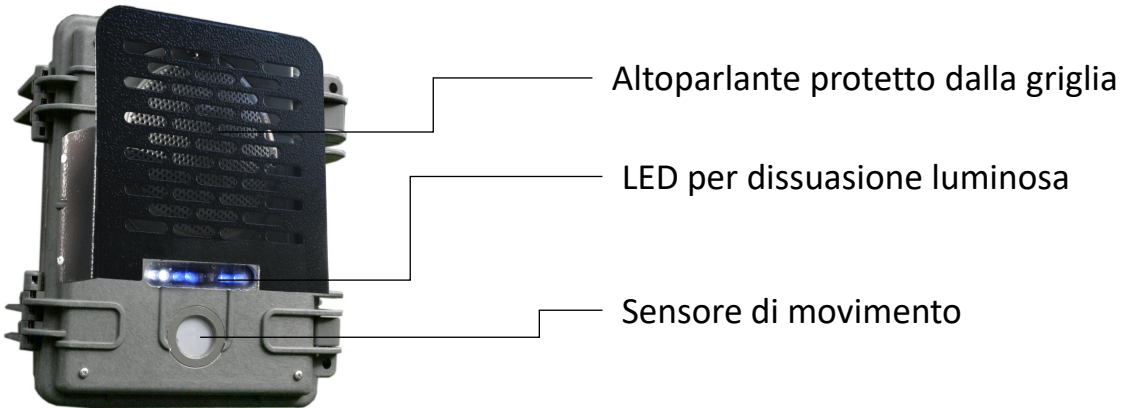 Altoparlante protetto dalla griglia
LED per dissuasione luminosa
Sensore di movimento